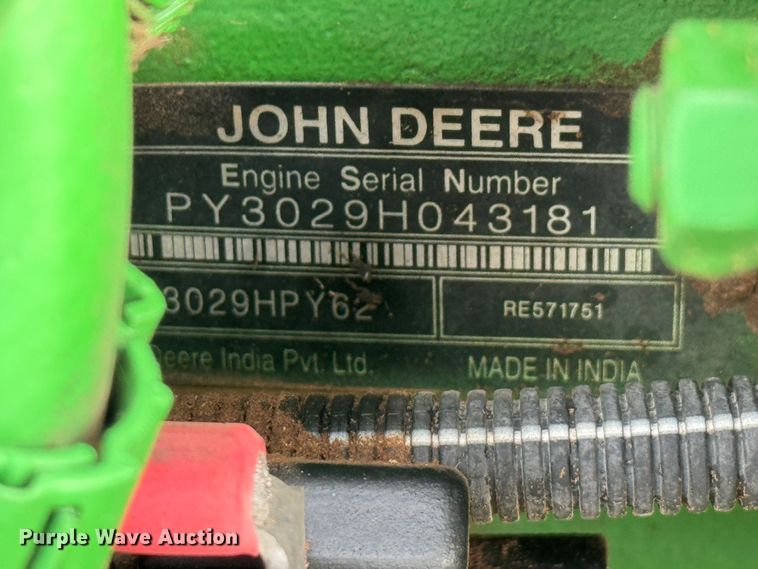 JOHN DEERE
Engine Serial Number
PY3029H043181
3029HPY62 RE571751
Deere India Pvt. Ltd. MADE IN INDIA
Purple Wave Auction